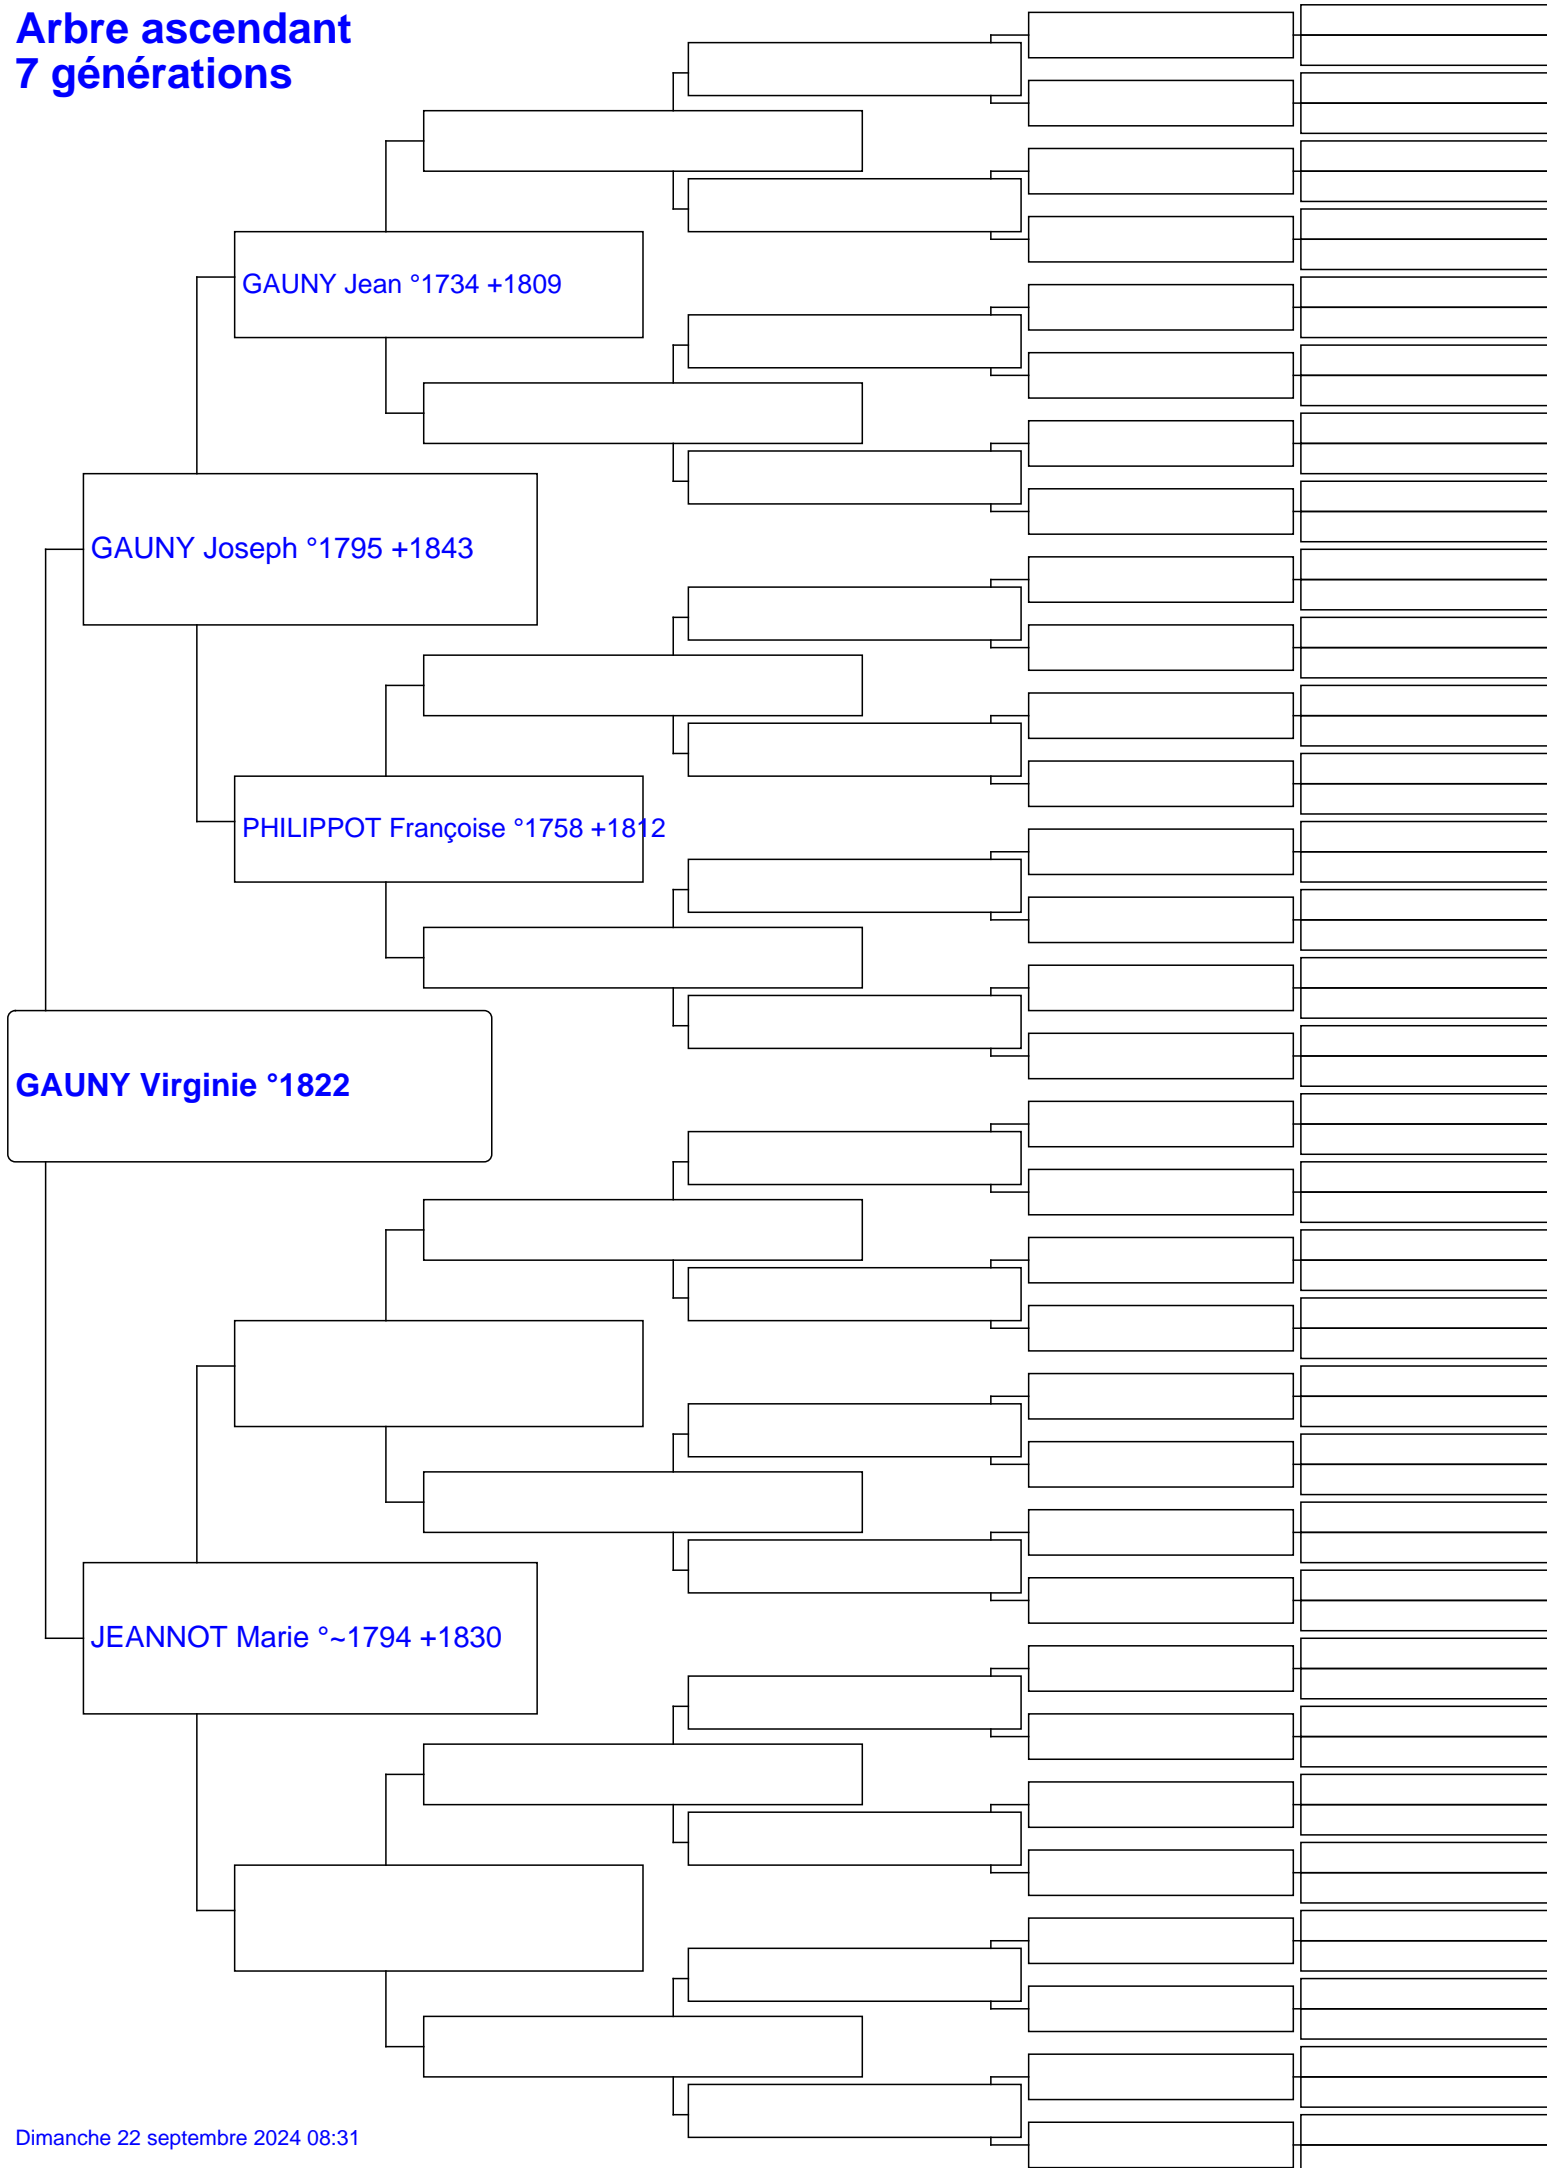 Arbre ascendant
7 générations
GAUNY Jean °1734 +1809
GAUNY Joseph °1795 +1843
PHILIPPOT Françoise °1758 +1812
GAUNY Virginie °1822
JEANNOT Marie °~1794 +1830
Dimanche 22 septembre 2024 08:31